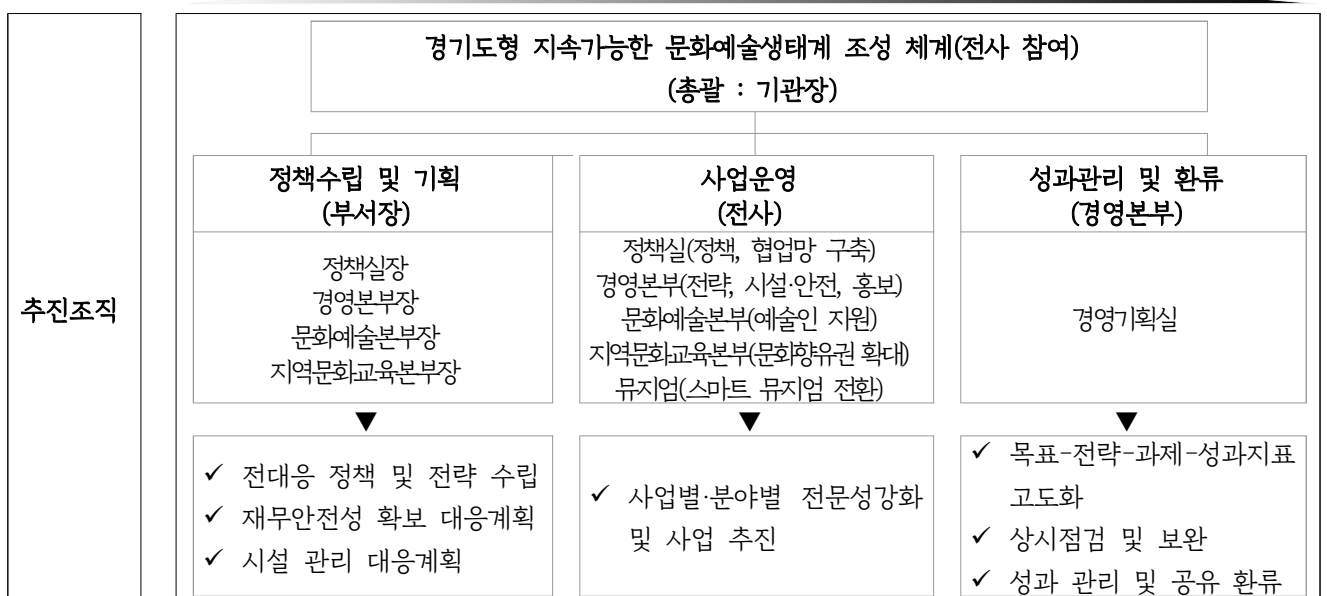 경기도형 지속가능한 문화예술생태계 조성 체계(전사 참여)
(총괄 : 기관장)
추진조직
정책수립 및 기획
(부서장)
정책실장
경영본부장
문화예술본부장
지역문화교육본부장
▼
✓ 전대응 정책 및 전략 수립
✓ 재무안전성 확보 대응계획
✓ 시설 관리 대응계획
사업운영
(전사)
정책실(정책, 협업망 구축)
경영본부(전략, 시설·안전, 홍보)
문화예술본부(예술인 지원)
지역문화교육본부(문화향유권 확대)
뮤지엄(스마트 뮤지엄 전환)
▼
✓ 사업별·분야별 전문성강화
및 사업 추진
성과관리 및 환류
(경영본부)
경영기획실
▼
✓ 목표-전략-과제-성과지표
고도화
✓ 상시점검 및 보완
✓ 성과 관리 및 공유 환류